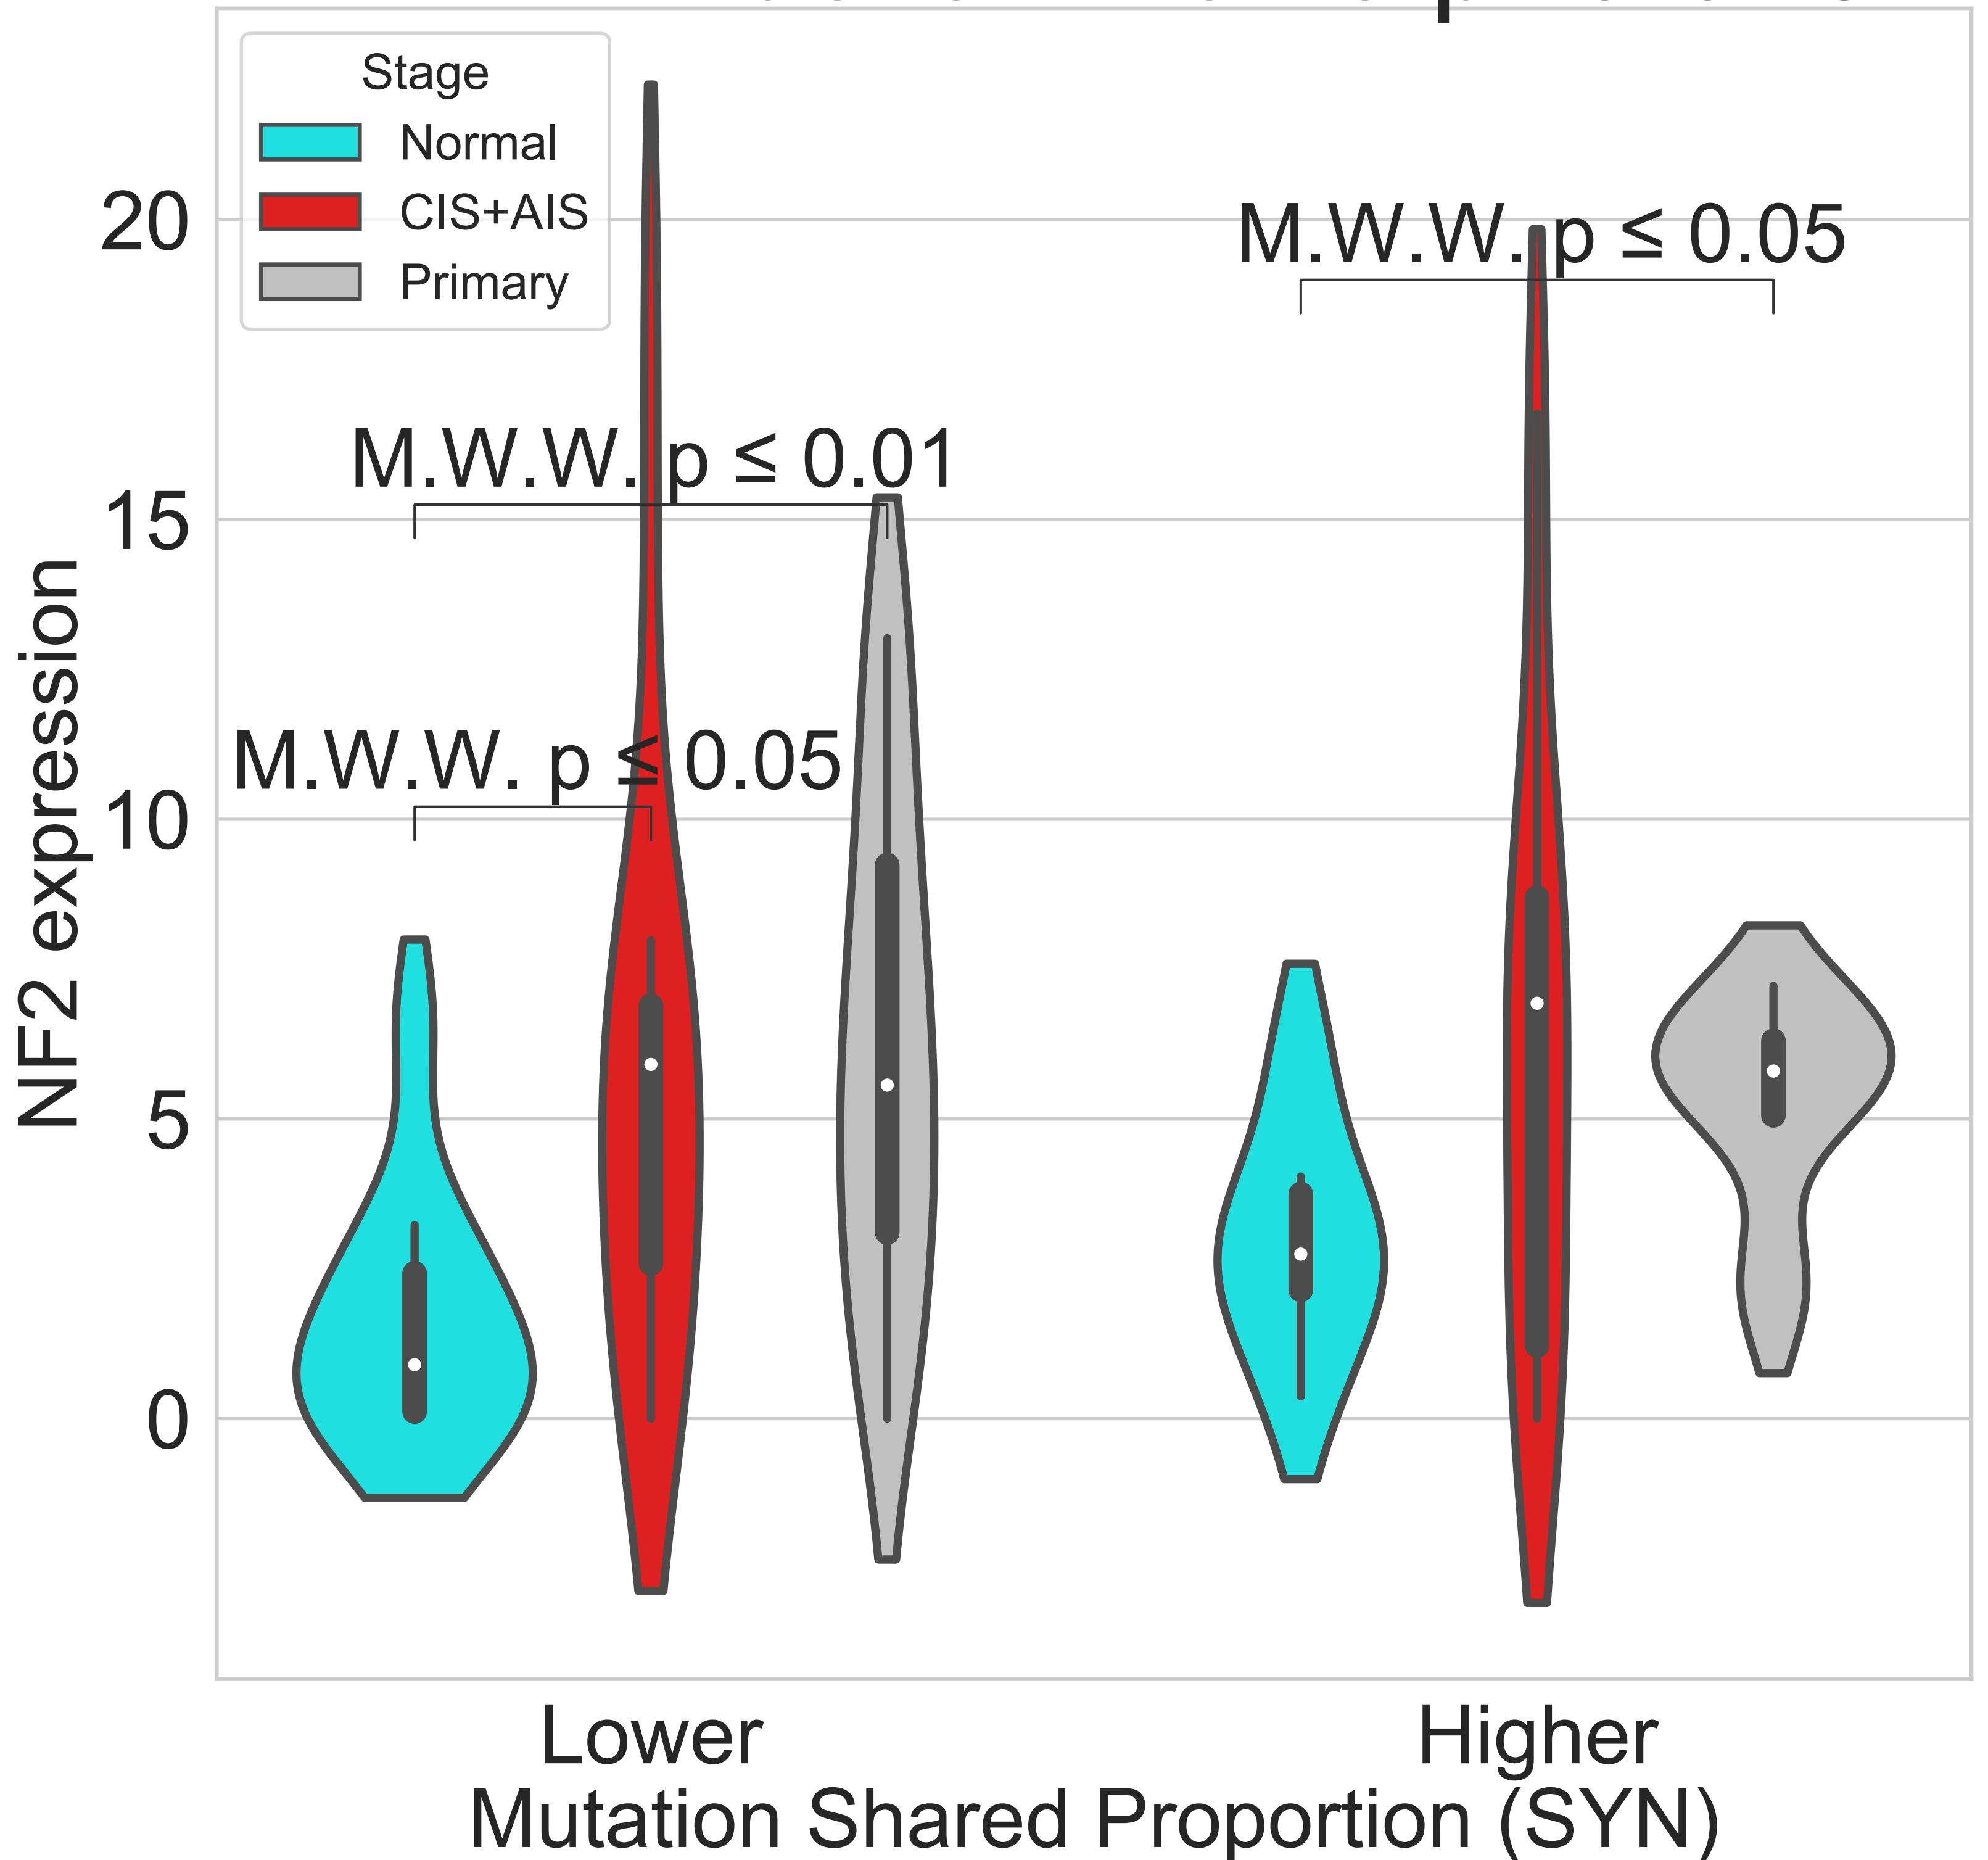 Stage
Normal
CIS+AIS
Primary
M.W.W. p ≤ 0.05
M.W.W. p ≤ 0.01
M.W.W. p ≤ 0.05
NF2 expression
20
15
10
5
0
Lower
Higher
Mutation Shared Proportion (SYN)